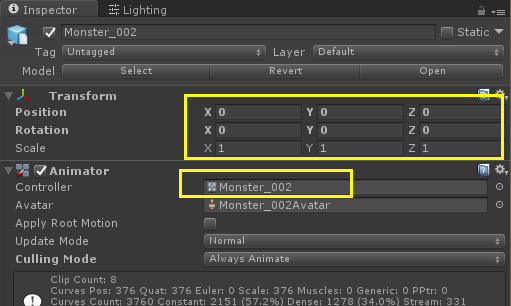 Inspector Lighting
Monster_002 Static
Tag Untagged Layer Default
Model Select Revert Open
Transform
Position X 0 Y 0 Z 0
Rotation X 0 Y 0 Z 0
Scale X 1 Y 1 Z 1
Animator
Controller Monster_002
Avatar Monster_002Avatar
Apply Root Motion
Update Mode Normal
Culling Mode Always Animate
Clip Count: 8
Curves Pos: 376 Quat: 376 Euler: 0 Scale: 376 Muscles: 0 Generic: 0 PPtr: 0
Curves Count: 3760 Constant: 2151 (57.2%) Dense: 1278 (34.0%) Stream: 331